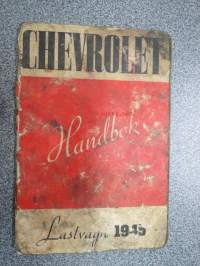 CHEVROLET
Handbok
Lastvagn 1945